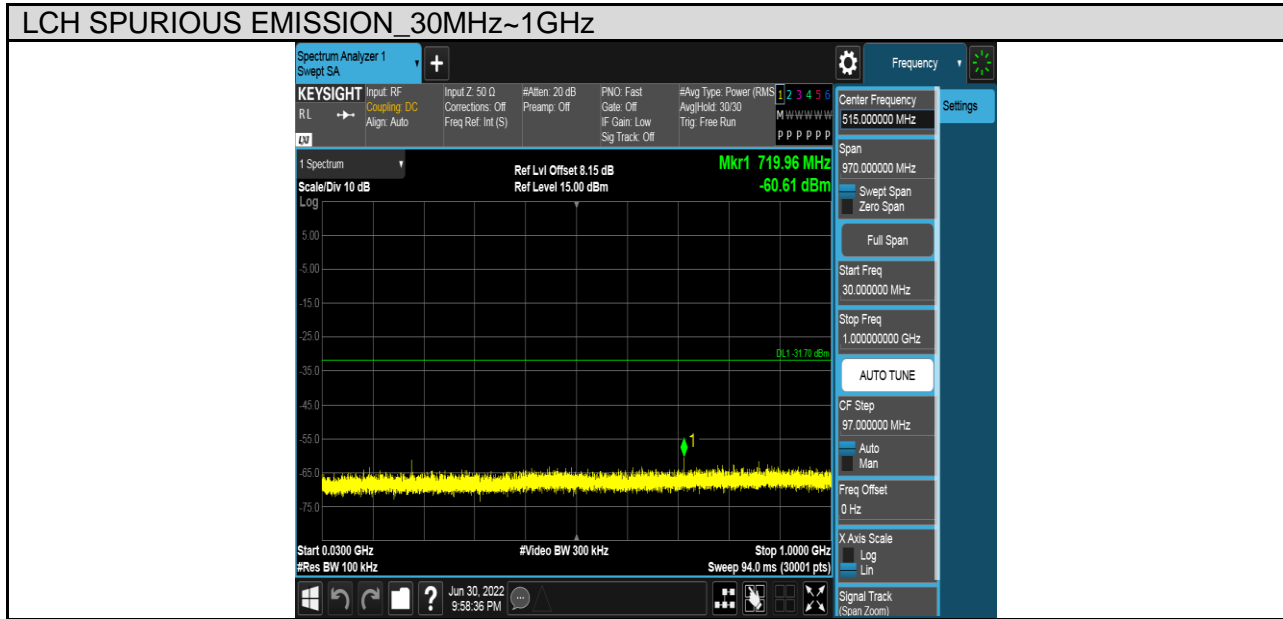 LCH SPURIOUS EMISSION_30MHz~1GHz
Spectrum Analyzer 1
Swept SA
+
Frequency
KEYSIGHT
RL
LXI
Input: RF
Coupling: DC
Align: Auto
Input Z: 50 Ω
Corrections: Off
Freq Ref: Int (S)
#Atten: 20 dB
Preamp: Off
PNO: Fast
Gate: Off
IF Gain: Low
Sig Track: Off
#Avg Type: Power (RMS
Avg|Hold: 30/30
Trig: Free Run
1 2 3 4 5 6
M W W W W W
P P P P P P
1 Spectrum
Scale/Div 10 dB
Log
Ref Lvl Offset 8.15 dB
Ref Level 15.00 dBm
Mkr1 719.96 MHz
-60.61 dBm
5.00
-5.00
-15.0
-25.0
DL1 -31.70 dBm
-35.0
-45.0
-55.0
1
-65.0
-75.0
Start 0.0300 GHz
#Res BW 100 kHz
#Video BW 300 kHz
Stop 1.0000 GHz
Sweep 94.0 ms (30001 pts)
?
Jun 30, 2022
9:58:36 PM
Center Frequency
515.000000 MHz
Settings
Span
970.000000 MHz
Swept Span
Zero Span
Full Span
Start Freq
30.000000 MHz
Stop Freq
1.000000000 GHz
AUTO TUNE
CF Step
97.000000 MHz
Auto
Man
Freq Offset
0 Hz
X Axis Scale
Log
Lin
Signal Track
(Span Zoom)